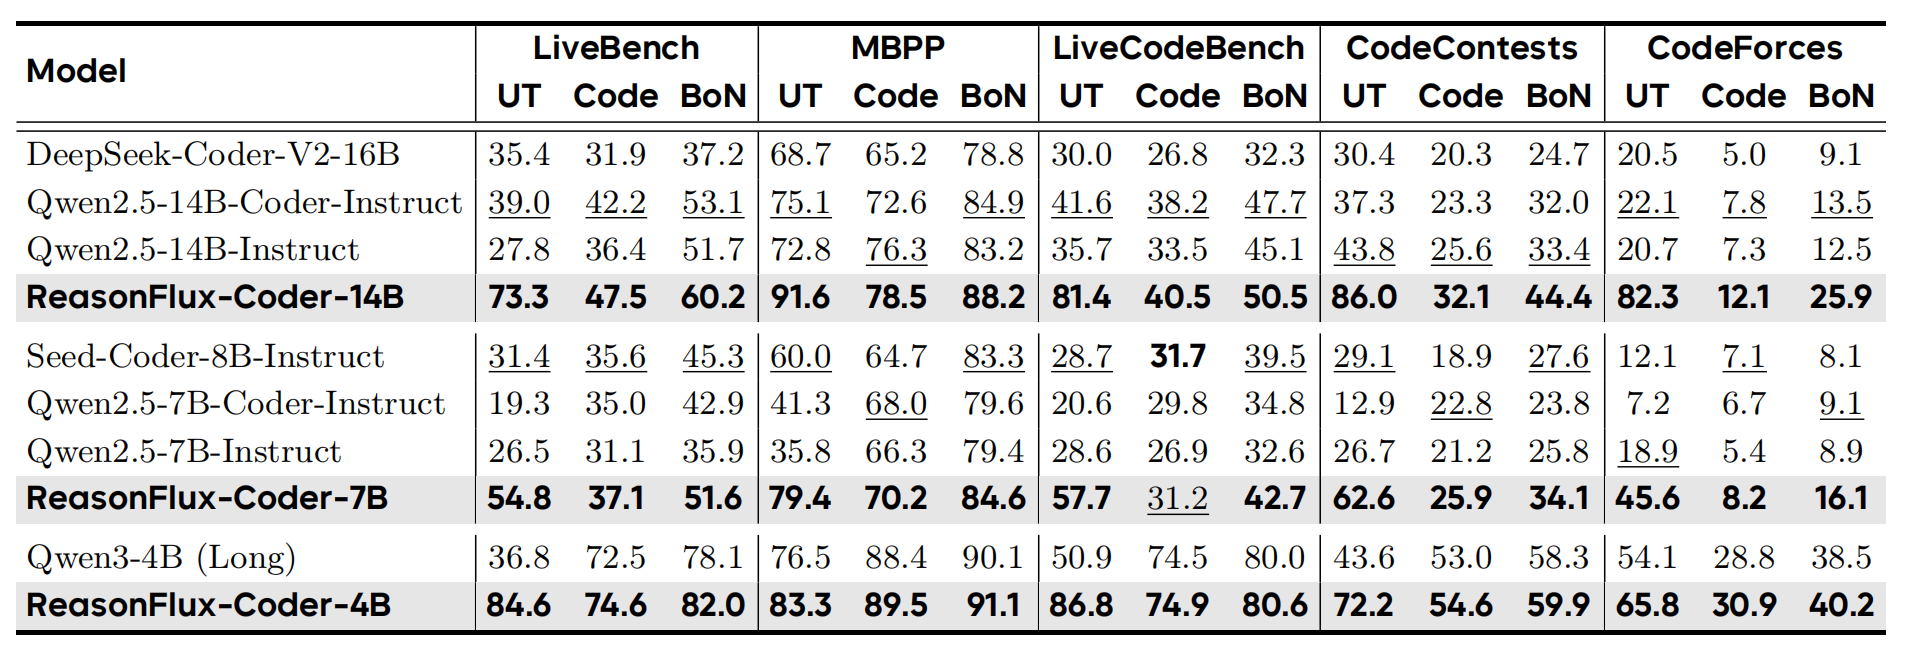 Model LiveBench MBPP LiveCodeBench CodeContests CodeForces
UT Code BoN UT Code BoN UT Code BoN UT Code BoN UT Code BoN
DeepSeek-Coder-V2-16B 35.4 31.9 37.2 68.7 65.2 78.8 30.0 26.8 32.3 30.4 20.3 24.7 20.5 5.0 9.1
Qwen2.5-14B-Coder-Instruct 39.0 42.2 53.1 75.1 72.6 84.9 41.6 38.2 47.7 37.3 23.3 32.0 22.1 7.8 13.5
Qwen2.5-14B-Instruct 27.8 36.4 51.7 72.8 76.3 83.2 35.7 33.5 45.1 43.8 25.6 33.4 20.7 7.3 12.5
ReasonFlux-Coder-14B 73.3 47.5 60.2 91.6 78.5 88.2 81.4 40.5 50.5 86.0 32.1 44.4 82.3 12.1 25.9
Seed-Coder-8B-Instruct 31.4 35.6 45.3 60.0 64.7 83.3 28.7 31.7 39.5 29.1 18.9 27.6 12.1 7.1 8.1
Qwen2.5-7B-Coder-Instruct 19.3 35.0 42.9 41.3 68.0 79.6 20.6 29.8 34.8 12.9 22.8 23.8 7.2 6.7 9.1
Qwen2.5-7B-Instruct 26.5 31.1 35.9 35.8 66.3 79.4 28.6 26.9 32.6 26.7 21.2 25.8 18.9 5.4 8.9
ReasonFlux-Coder-7B 54.8 37.1 51.6 79.4 70.2 84.6 57.7 31.2 42.7 62.6 25.9 34.1 45.6 8.2 16.1
Qwen3-4B (Long) 36.8 72.5 78.1 76.5 88.4 90.1 50.9 74.5 80.0 43.6 53.0 58.3 54.1 28.8 38.5
ReasonFlux-Coder-4B 84.6 74.6 82.0 83.3 89.5 91.1 86.8 74.9 80.6 72.2 54.6 59.9 65.8 30.9 40.2